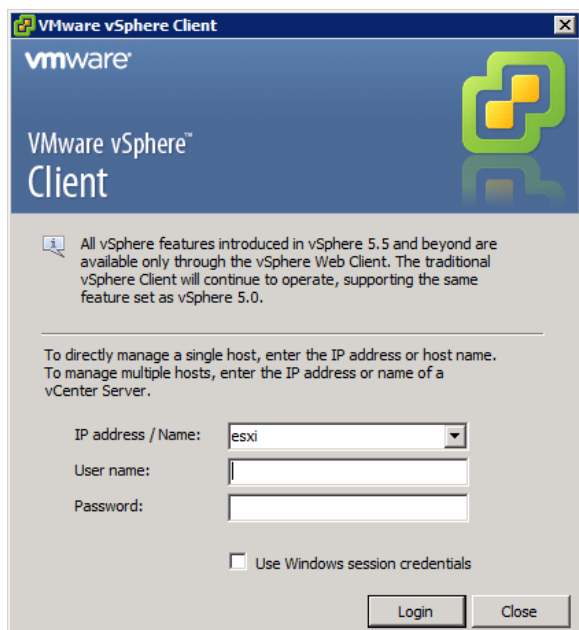 VMware vSphere Client
vmware
VMware vSphere™
Client
All vSphere features introduced in vSphere 5.5 and beyond are
available only through the vSphere Web Client. The traditional
vSphere Client will continue to operate, supporting the same
feature set as vSphere 5.0.
To directly manage a single host, enter the IP address or host name.
To manage multiple hosts, enter the IP address or name of a
vCenter Server.
IP address / Name: esxi
User name:
Password:
Use Windows session credentials
Login Close